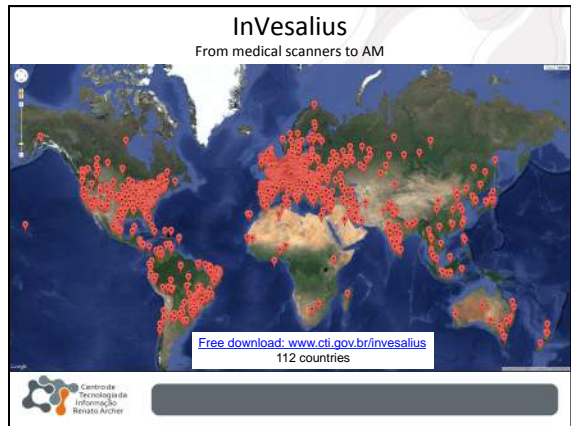 InVesalius
From medical scanners to AM
Free download: www.cti.gov.br/invesalius
112 countries
Google
Centro de
Tecnologia da
Informação
Renato Archer